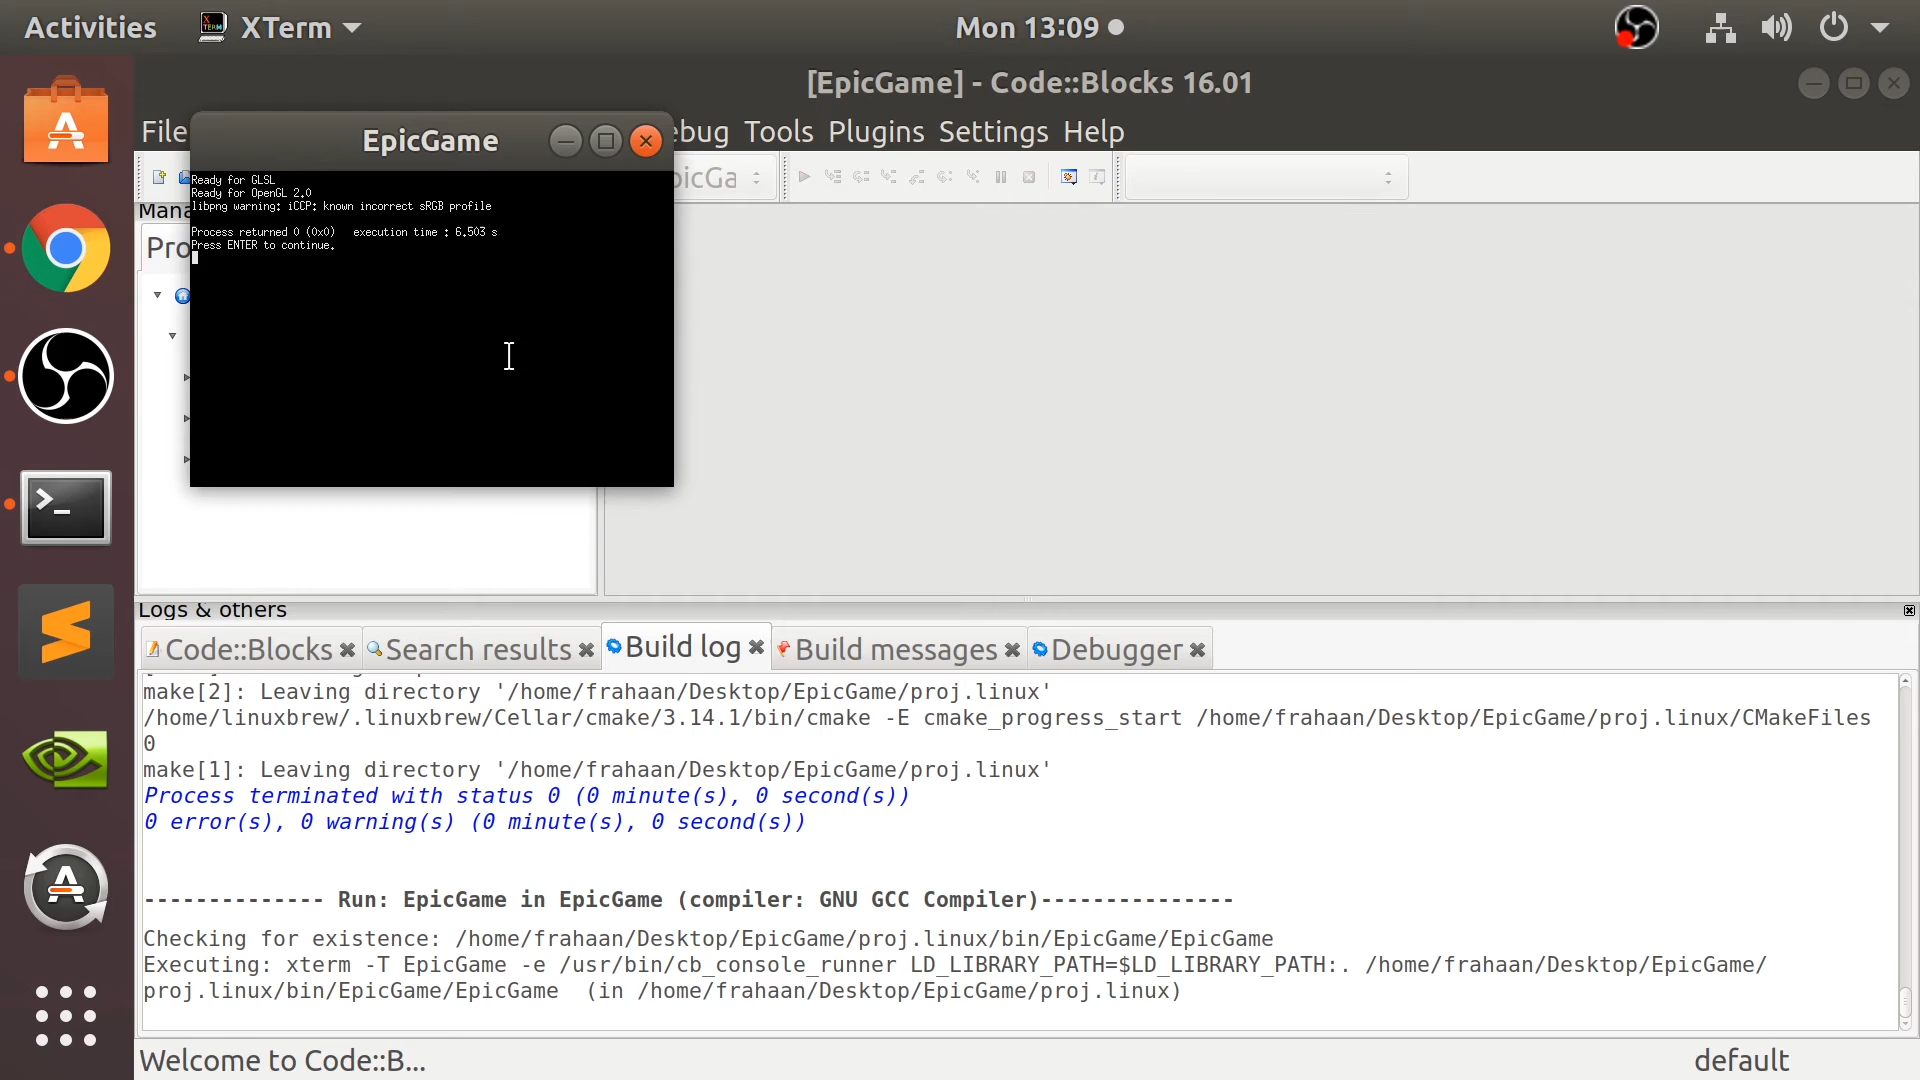 Activities
XTerm
Mon 13:09
[EpicGame] - Code::Blocks 16.01
File
ebug Tools Plugins Settings Help
EpicGame
Ready for GLSL
Ready for OpenGL 2.0
libpng warning: iCCP: known incorrect sRGB profile
Process returned 0 (0x0) execution time : 6.503 s
Press ENTER to continue.
picGa
Mana
Pro
Logs & others
Code::Blocks
Search results
Build log
Build messages
Debugger
make[2]: Leaving directory '/home/frahaan/Desktop/EpicGame/proj.linux'
/home/linuxbrew/.linuxbrew/Cellar/cmake/3.14.1/bin/cmake -E cmake_progress_start /home/frahaan/Desktop/EpicGame/proj.linux/CMakeFiles
0
make[1]: Leaving directory '/home/frahaan/Desktop/EpicGame/proj.linux'
Process terminated with status 0 (0 minute(s), 0 second(s))
0 error(s), 0 warning(s) (0 minute(s), 0 second(s))
-------------- Run: EpicGame in EpicGame (compiler: GNU GCC Compiler)---------------
Checking for existence: /home/frahaan/Desktop/EpicGame/proj.linux/bin/EpicGame/EpicGame
Executing: xterm -T EpicGame -e /usr/bin/cb_console_runner LD_LIBRARY_PATH=$LD_LIBRARY_PATH:. /home/frahaan/Desktop/EpicGame/
proj.linux/bin/EpicGame/EpicGame (in /home/frahaan/Desktop/EpicGame/proj.linux)
Welcome to Code::B...
default